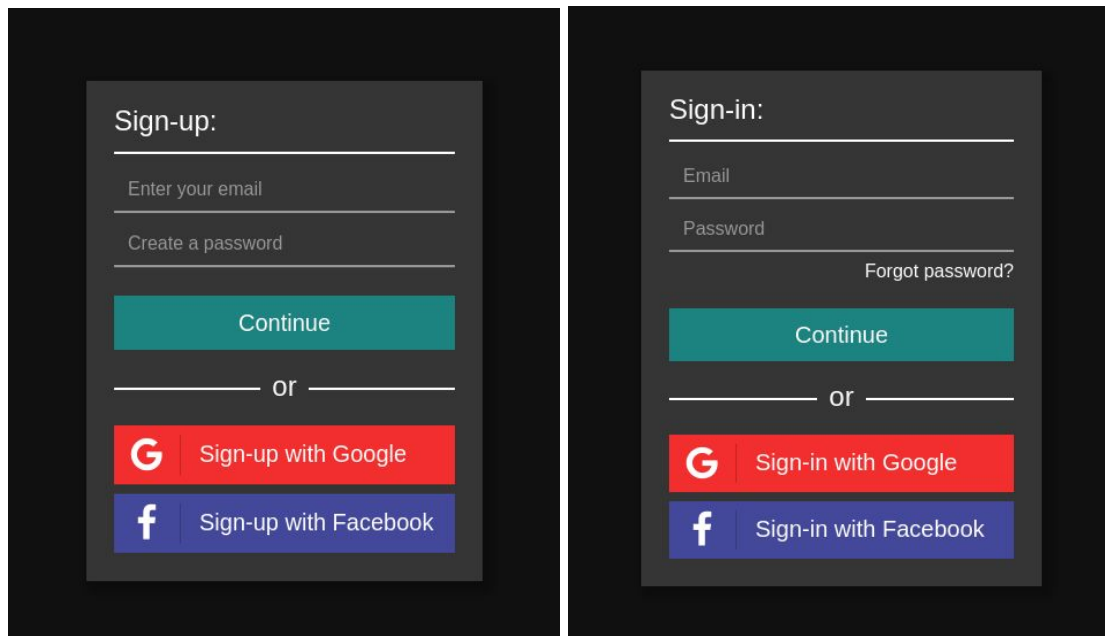 Sign-up:
Enter your email
Create a password
Continue
or
Sign-up with Google
Sign-up with Facebook
Sign-in:
Email
Password
Forgot password?
Continue
or
Sign-in with Google
Sign-in with Facebook